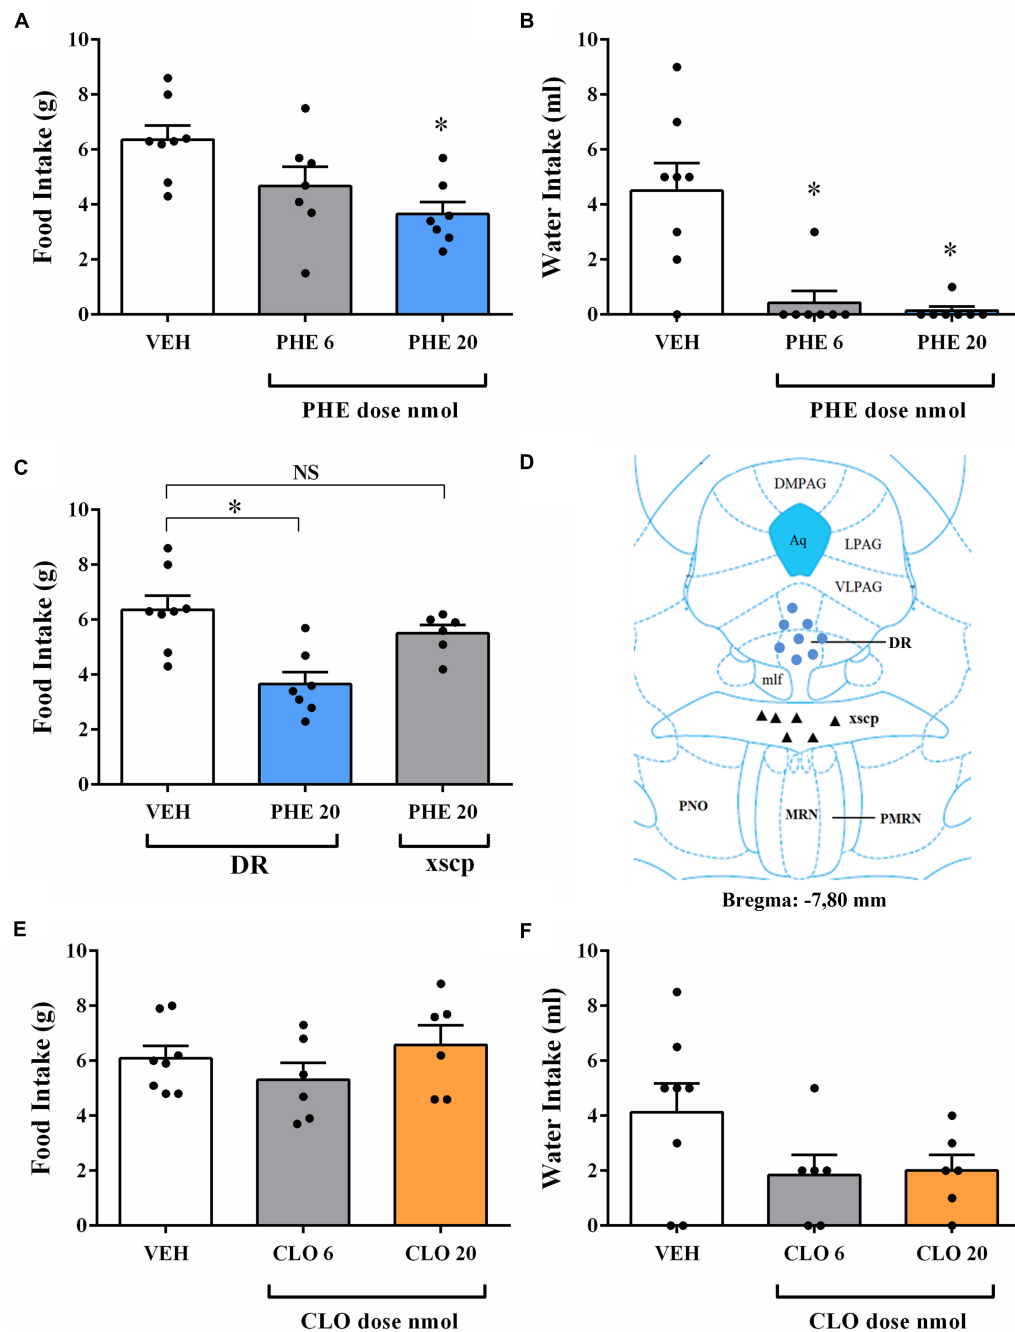 A
10
8
6
4
2
0
Food Intake (g)
*
VEH PHE 6 PHE 20
PHE dose nmol
B
10
8
6
4
2
0
Water Intake (ml)
*
*
VEH PHE 6 PHE 20
PHE dose nmol
C
NS
*
10
8
6
4
2
0
Food Intake (g)
VEH PHE 20 PHE 20
DR xscp
D
DMPAG
Aq
LPAG
VLPAG
DR
mlf
xscp
PNO
MRN
PMRN
Bregma: -7,80 mm
E
10
8
6
4
2
0
Food Intake (g)
VEH CLO 6 CLO 20
CLO dose nmol
F
10
8
6
4
2
0
Water Intake (ml)
VEH CLO 6 CLO 20
CLO dose nmol